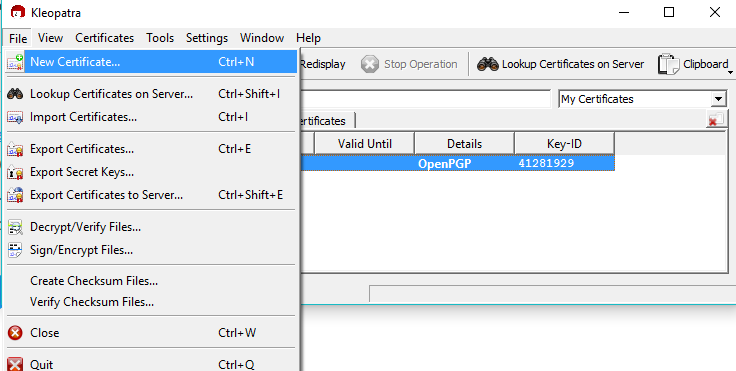 Kleopatra
File View Certificates Tools Settings Window Help
New Certificate... Ctrl+N
Redisplay Stop Operation Lookup Certificates on Server Clipboard
Lookup Certificates on Server... Ctrl+Shift+I
My Certificates
Import Certificates... Ctrl+I
Valid Until Details Key-ID
Export Certificates... Ctrl+E
OpenPGP 41281929
Export Secret Keys...
Export Certificates to Server... Ctrl+Shift+E
Decrypt/Verify Files...
Sign/Encrypt Files...
Create Checksum Files...
Verify Checksum Files...
Close Ctrl+W
Quit Ctrl+Q